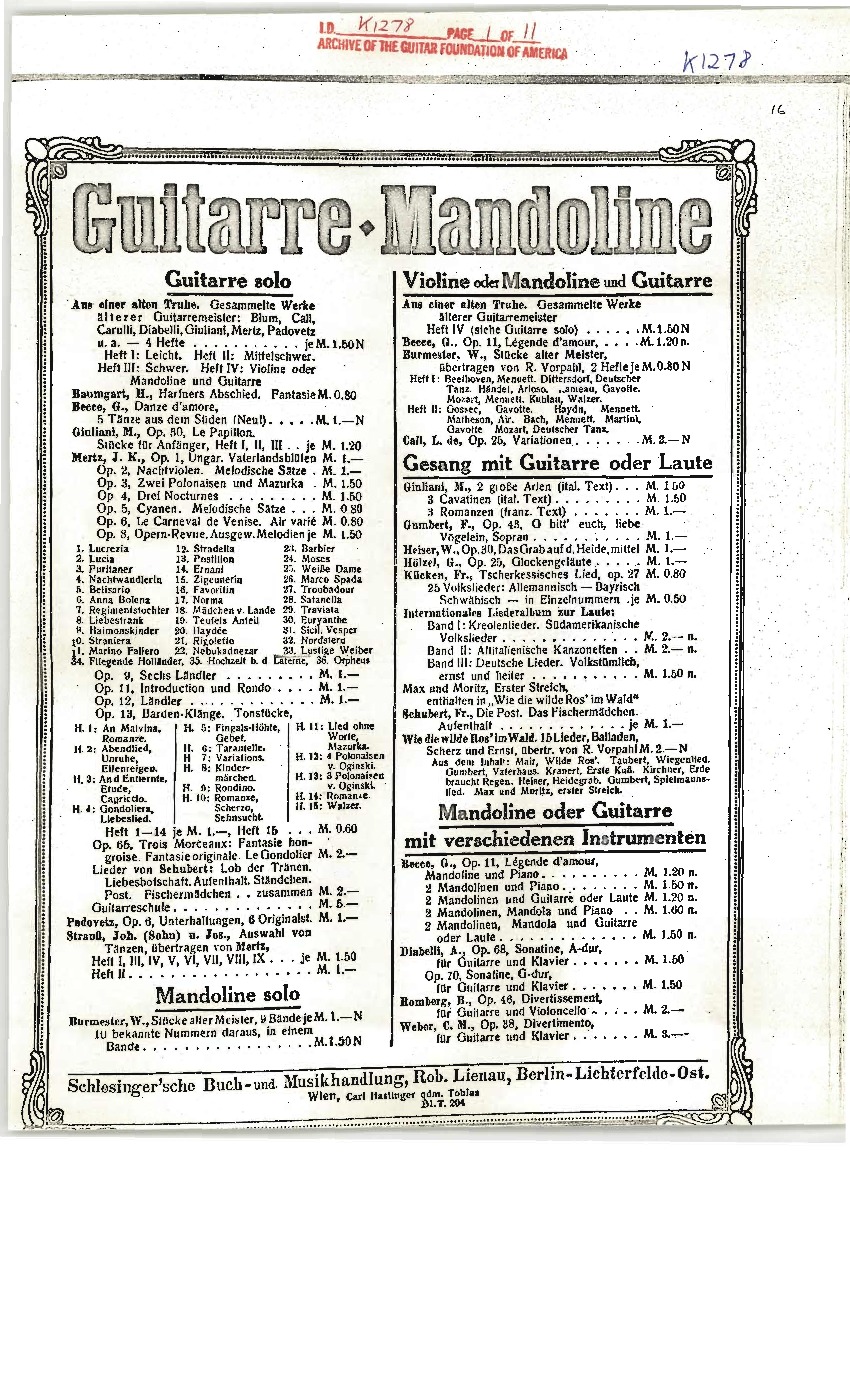 I.D. K1278 PAGE 1 OF 11
ARCHIVE OF THE GUITAR FOUNDATION OF AMERICA
K1278
16
Guitarre Mandoline
Guitarre solo
Aus einer alten Truhe. Gesammelte Werke
älterer Guitarremeister: Blum, Call,
Carulli, Diabelli, Giuliani, Mertz, Padovetz
u. a. — 4 Hefte . . . . . . . . . . . je M. 1.50 N
Heft I: Leicht. Heft II: Mittelschwer.
Heft III: Schwer. Heft IV: Violine oder
Mandoline und Guitarre
Baumgart, H., Harfners Abschied. Fantasie M. 0.80
Becce, G., Danze d'amore,
5 Tänze aus dem Süden (Neu!) . . . . . M. 1.—N
Giuliani, M., Op. 30, Le Papillon.
Stücke für Anfänger, Heft I, II, III . . je M. 1.20
Mertz, J. K., Op. 1, Ungar. Vaterlandsblüten M. 1.—
Op. 2, Nachtviolen. Melodische Sätze . M. 1.—
Op. 3, Zwei Polonaisen und Mazurka . M. 1.50
Op 4, Drei Nocturnes . . . . . . . . . M. 1.50
Op. 5, Cyanen. Melodische Sätze . . . M. 0 80
Op. 6, Le Carneval de Venise. Air varié M. 0.80
Op. 8, Opern-Revue. Ausgew. Melodien je M. 1.50
1. Lucrezia 12. Stradella 23. Barbier
2. Lucia 13. Postillon 24. Moses
3. Puritaner 14. Ernani 25. Weiße Dame
4. Nachtwandlerin 15. Zigeunerin 26. Marco Spada
5. Belisario 16. Favoritin 27. Troubadour
6. Anna Bolena 17. Norma 28. Satanella
7. Regimentstochter 18. Mädchen v. Lande 29. Traviata
8. Liebestrank 19. Teufels Anteil 30. Euryanthe
9. Haimonskinder 20. Haydée 31. Sicil. Vesper
10. Straniera 21. Rigoletto 32. Nordstern
11. Marino Faliero 22. Nebukadnezar 33. Lustige Weiber
34. Fliegende Holländer, 35. Hochzeit b. d Laterne, 36. Orpheus
Op. 9, Sechs Ländler . . . . . . . . . M. 1.—
Op. 11, Introduction und Rondo . . . . M. 1.—
Op. 12, Ländler . . . . . . . . . . . . M. 1.—
Op. 13, Barden-Klänge. Tonstücke,
H. 1: An Malvina, Romanze.
H. 2: Abendlied, Unruhe, Elfenreigen.
H. 3: And Entfernte, Etude, Capriccio.
H. 4: Gondoliera, Liebeslied.
H. 5: Fingals-Höhle, Gebet.
H. 6: Tarantelle.
H 7: Variations.
H. 8: Kinder-märchen.
H. 9: Rondino.
H. 10: Romanze, Scherzo, Sehnsucht.
H. 11: Lied ohne Worte, Mazurka.
H. 12: 4 Polonaisen v. Oginski.
H. 13: 3 Polonaisen v. Oginski.
H. 14: Romanze.
H. 15: Walzer.
Heft 1—14 je M. 1.—, Heft 15 . . . M. 0.60
Op. 65, Trois Morceaux: Fantasie hon-
groise. Fantasie originale. Le Gondolier M. 2.—
Lieder von Schubert: Lob der Tränen.
Liebesbotschaft. Aufenthalt. Ständchen.
Post. Fischermädchen . . zusammen M. 2.—
Guitarreschule . . . . . . . . . . . . . M. 5.—
Padovetz, Op. 6, Unterhaltungen, 6 Originalst. M. 1.—
Strauß, Joh. (Sohn) u. Jos., Auswahl von
Tänzen, übertragen von Mertz,
Heft I, III, IV, V, VI, VII, VIII, IX . . . je M. 1.50
Heft II . . . . . . . . . . . . . . . . . M. 1.—
Mandoline solo
Burmester, W., Stücke alter Meister, 9 Bände je M. 1.—N
10 bekannte Nummern daraus, in einem
Bande . . . . . . . . . . . . . . . . M. 1.50 N
Violine oder Mandoline und Guitarre
Aus einer alten Truhe. Gesammelte Werke
älterer Guitarremeister
Heft IV (siehe Guitarre solo) . . . . . . M. 1.50 N
Becce, G., Op. 11, Légende d'amour, . . . . M. 1.20 n.
Burmester, W., Stücke alter Meister,
übertragen von R. Vorpahl, 2 Hefte je M. 0.80 N
Heft I: Beethoven, Menuett. Dittersdorf, Deutscher
Tanz. Händel, Arioso. ..ameau, Gavotte.
Mozart, Menuett. Kuhlau, Walzer.
Heft II: Gossec, Gavotte. Haydn, Menuett.
Matheson, Air. Bach, Menuett. Martini,
Gavotte Mozart, Deutscher Tanz.
Call, L. de, Op. 25, Variationen . . . . . . . M. 2.—N
Gesang mit Guitarre oder Laute
Giuliani, M., 2 große Arien (ital. Text) . . . M. 1 50
3 Cavatinen (ital. Text) . . . . . . . . . M. 1.50
3 Romanzen (franz. Text) . . . . . . . M. 1.—
Gumbert, F., Op. 43, O bitt' euch, liebe
Vögelein, Sopran . . . . . . . . . . . M. 1.—
Heiser, W., Op. 30, Das Grab auf d. Heide, mittel M. 1.—
Hölzel, G., Op. 25, Glockengeläute . . . . . M. 1.—
Kücken, Fr., Tscherkessisches Lied, op. 27 M. 0.80
25 Volkslieder: Allemannisch — Bayrisch
Schwäbisch — in Einzelnummern . je M. 0.50
Internationales Liederalbum zur Laute:
Band I: Kreolenlieder. Südamerikanische
Volkslieder . . . . . . . . . . . . . M. 2.— n.
Band II: Altitalienische Kanzonetten . . M. 2.— n.
Band III: Deutsche Lieder. Volkstümlich,
ernst und heiter . . . . . . . . . . . M. 1.50 n.
Max und Moritz, Erster Streich,
enthalten in „Wie die wilde Ros' im Wald"
Schubert, Fr., Die Post. Das Fischermädchen.
Aufenthalt . . . . . . . . . . . . je M. 1.—
Wie die wilde Ros' im Wald. 15 Lieder, Balladen,
Scherz und Ernst, übertr. von R. Vorpahl M. 2.—N
Aus dem Inhalt: Mair, Wilde Ros'. Taubert, Wiegenlied.
Gumbert, Vaterhaus. Kranert, Erste Kuß. Kirchner, Erde
braucht Regen. Heiser, Heidegrab. Gumbert, Spielmanns-
lied. Max und Moritz, erster Streich.
Mandoline oder Guitarre
mit verschiedenen Instrumenten
Becce, G., Op. 11, Légende d'amour,
Mandoline und Piano . . . . . . . . . . M. 1.20 n.
2 Mandolinen und Piano . . . . . . . . M. 1.50 n.
2 Mandolinen und Guitarre oder Laute M. 1.20 n.
2 Mandolinen, Mandola und Piano . . M. 1.60 n.
2 Mandolinen, Mandola und Guitarre
oder Laute . . . . . . . . . . . . . . M. 1.50 n.
Diabelli, A., Op. 68, Sonatine, A-dur,
für Guitarre und Klavier . . . . . . . M. 1.50
Op. 70, Sonatine, G-dur,
für Guitarre und Klavier . . . . . . . M. 1.50
Romberg, B., Op. 46, Divertissement,
für Guitarre und Violoncello . . . . . M. 2.—
Weber, C. M., Op. 38, Divertimento,
für Guitarre und Klavier . . . . . . . M. 3.—
Schlesinger'sche Buch- und Musikhandlung, Rob. Lienau, Berlin-Lichterfelde-Ost.
Wien, Carl Haslinger qdm. Tobias
Bl. T. 204